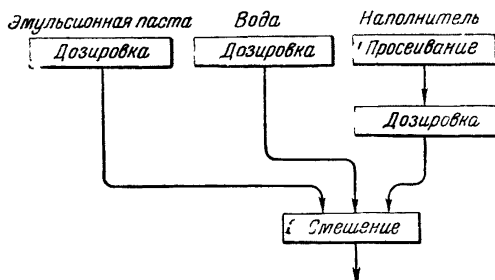 Эмульсионная паста
Вода
Наполнитель
Дозировка
Дозировка
Просеивание
Дозировка
Смешение